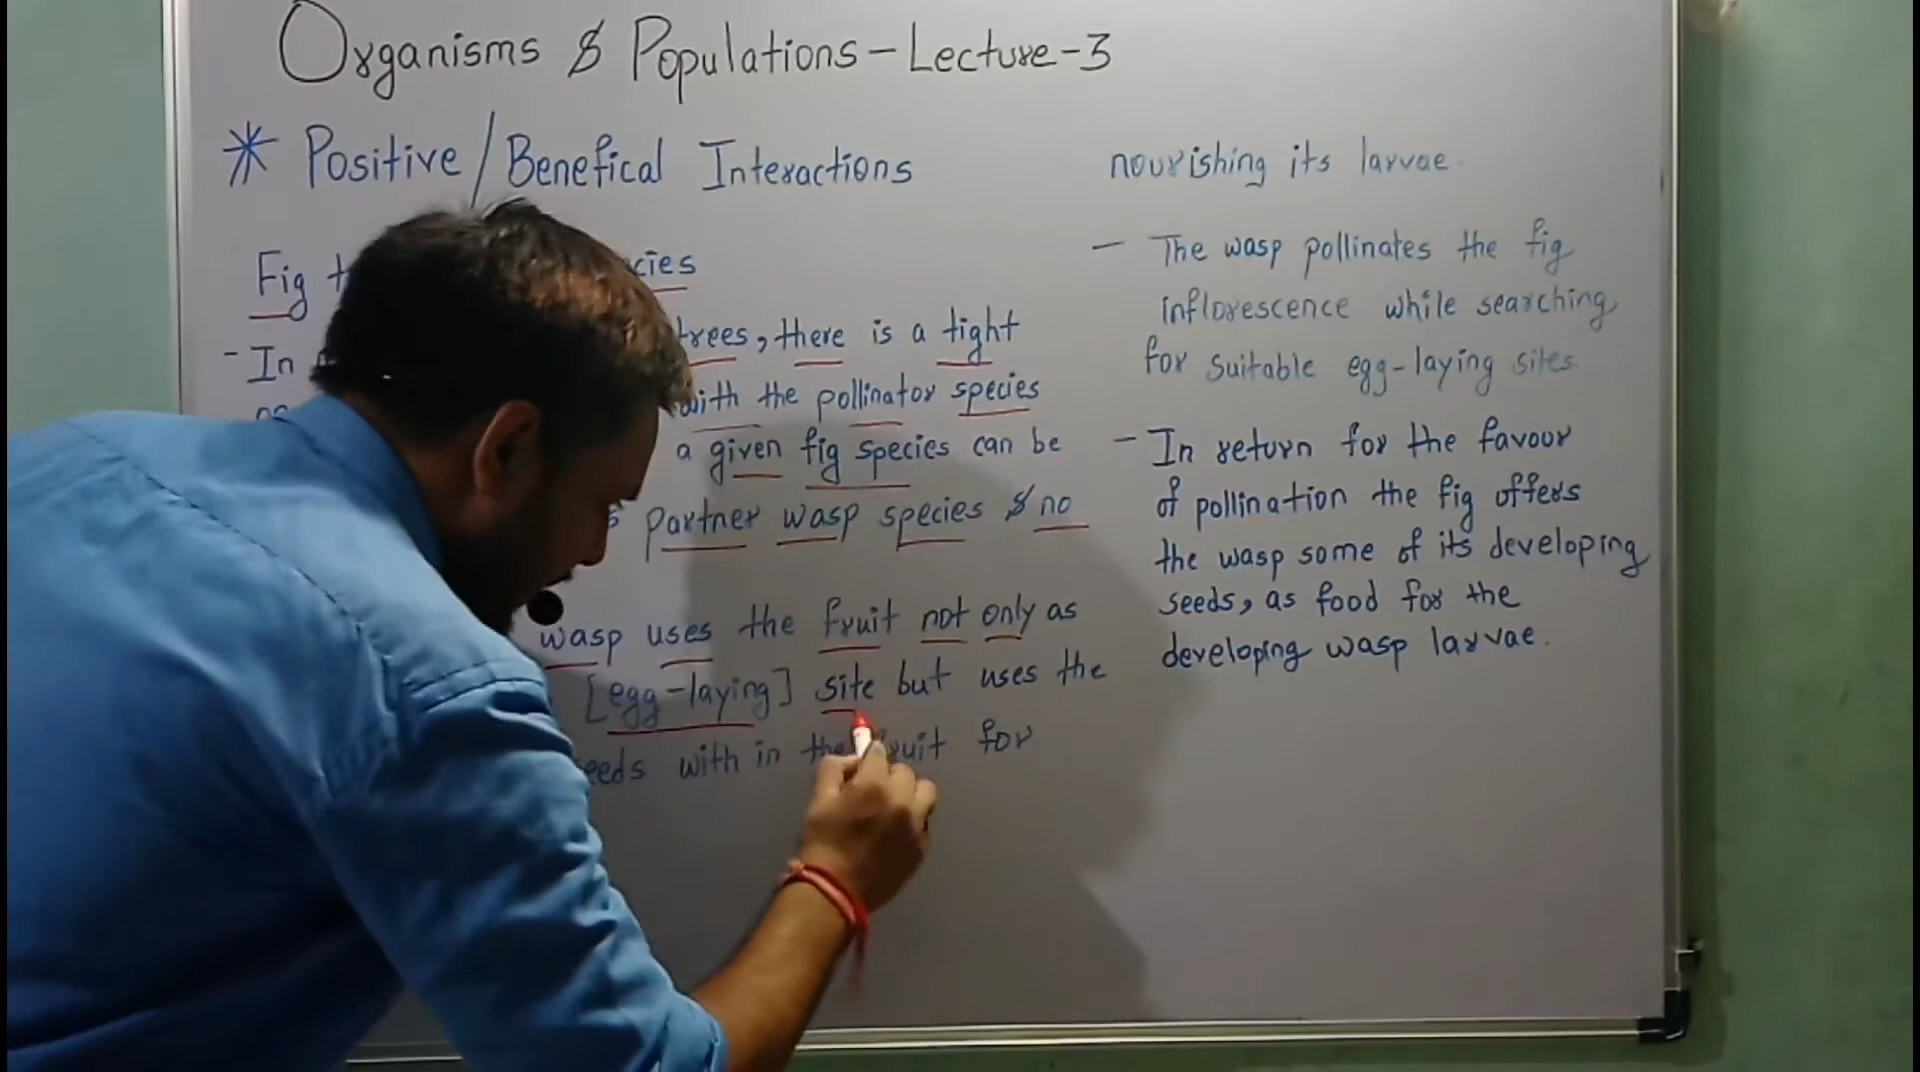 Organisms & Populations - Lecture-3
* Positive / Benefical Interactions
Fig
- In trees, there is a tight
with the pollinator species
a given fig species can be
partner wasp species & no
wasp uses the fruit not only as
[egg-laying] site but uses the
with in the fruit for
nourishing its larvae.
- The wasp pollinates the fig
inflorescence while searching
for suitable egg-laying sites.
- In return for the favour
of pollination the fig offers
the wasp some of its developing
seeds, as food for the
developing wasp larvae.